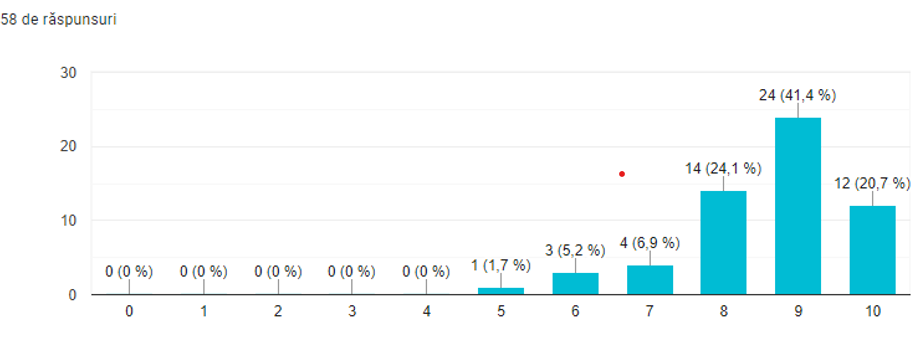 58 de răspunsuri
30
24 (41,4 %)
20
14 (24,1 %)
12 (20,7 %)
10
4 (6,9 %)
3 (5,2 %)
0 (0 %) 0 (0 %) 0 (0 %) 0 (0 %) 0 (0 %) 1 (1,7 %)
0
0 1 2 3 4 5 6 7 8 9 10